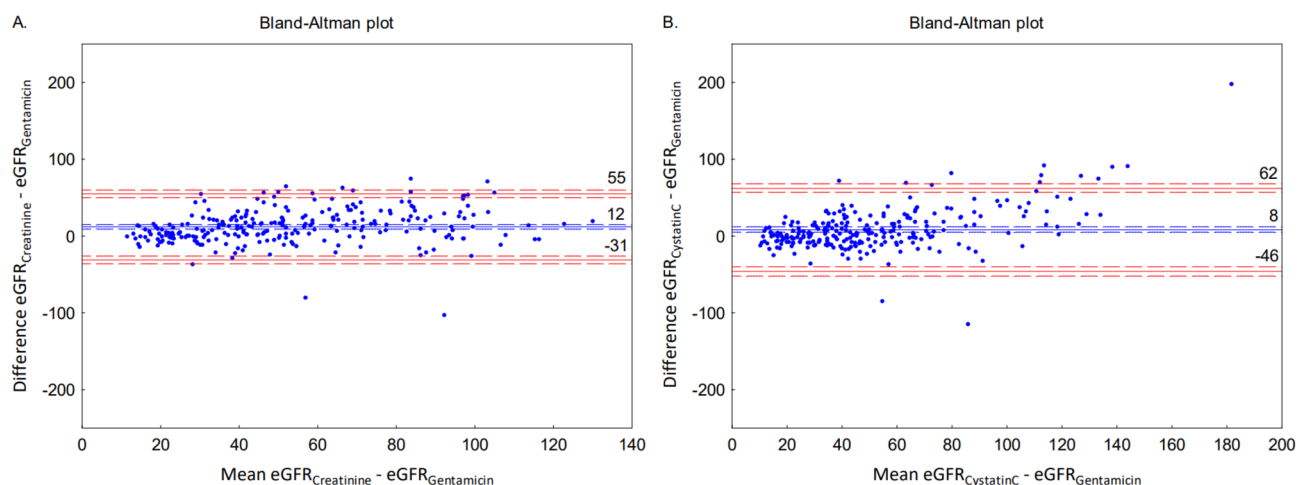 A.
Bland-Altman plot
Difference eGFRCreatinine - eGFRGentamicin
200
100
0
-100
-200
55
12
-31
0 20 40 60 80 100 120 140
Mean eGFRCreatinine - eGFRGentamicin
B.
Bland-Altman plot
Difference eGFRCystatinC - eGFRGentamicin
200
100
0
-100
-200
62
8
-46
0 20 40 60 80 100 120 140 160 180 200
Mean eGFRCystatinC - eGFRGentamicin